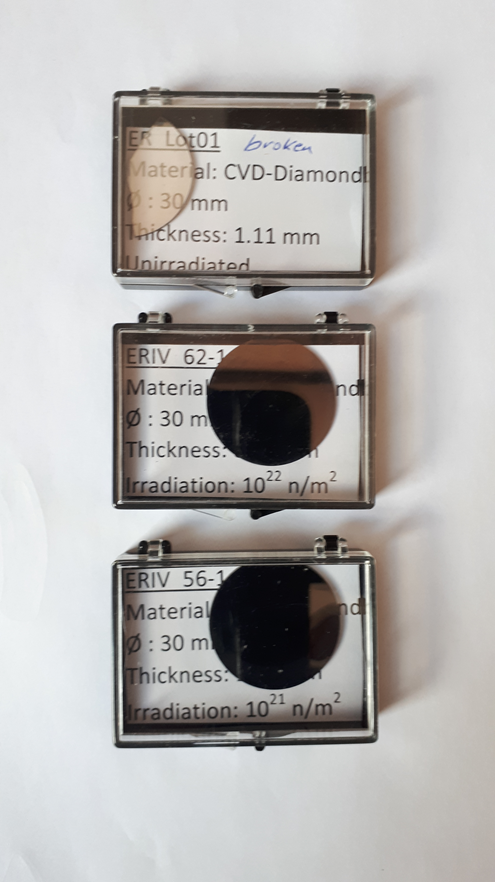 ER Lot01 broken
Material: CVD-Diamond
Ø : 30 mm
Thickness: 1.11 mm
Unirradiated
ERIV 62-1
Material
Ø : 30 m
Thickness:
Irradiation: 10²² n/m²
ERIV 56-1
Material
Ø : 30 m
Thickness:
Irradiation: 10²¹ n/m²